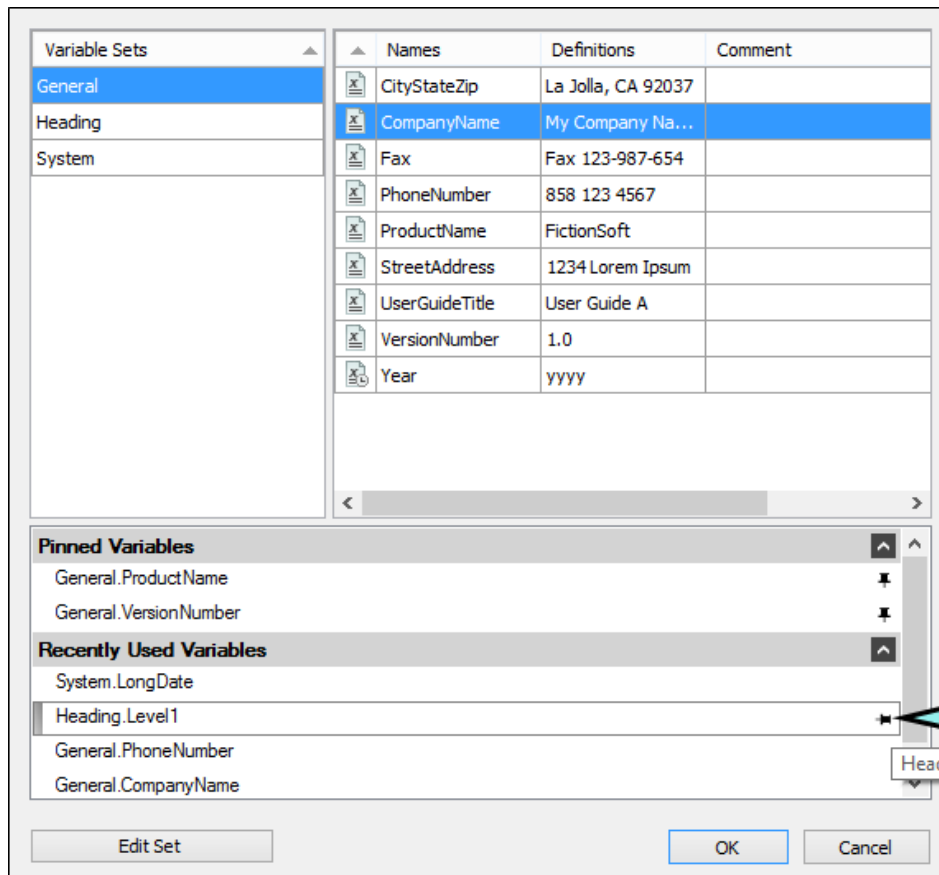 Variable Sets
General
Heading
System
Names Definitions Comment
CityStateZip La Jolla, CA 92037
CompanyName My Company Na...
Fax Fax 123-987-654
PhoneNumber 858 123 4567
ProductName FictionSoft
StreetAddress 1234 Lorem Ipsum
UserGuideTitle User Guide A
VersionNumber 1.0
Year yyyy
Pinned Variables
General.ProductName
General.VersionNumber
Recently Used Variables
System.LongDate
Heading.Level1
General.PhoneNumber
Head
General.CompanyName
Edit Set OK Cancel